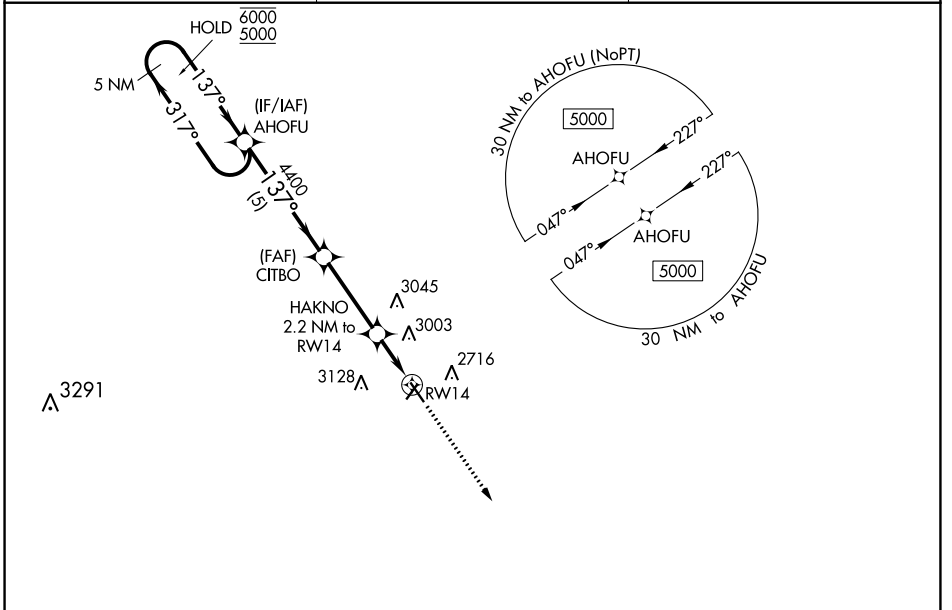 HOLD 6000
5000
5 NM
137°
317°
(IF/IAF)
AHOFU
4400
137°
(5)
(FAF)
CITBO
HAKNO
2.2 NM to
RW14
3045
3003
2716
3128
RW14
3291
30 NM to AHOFU (NoPT)
5000
AHOFU
227°
047°
227°
AHOFU
047°
5000
30 NM to AHOFU